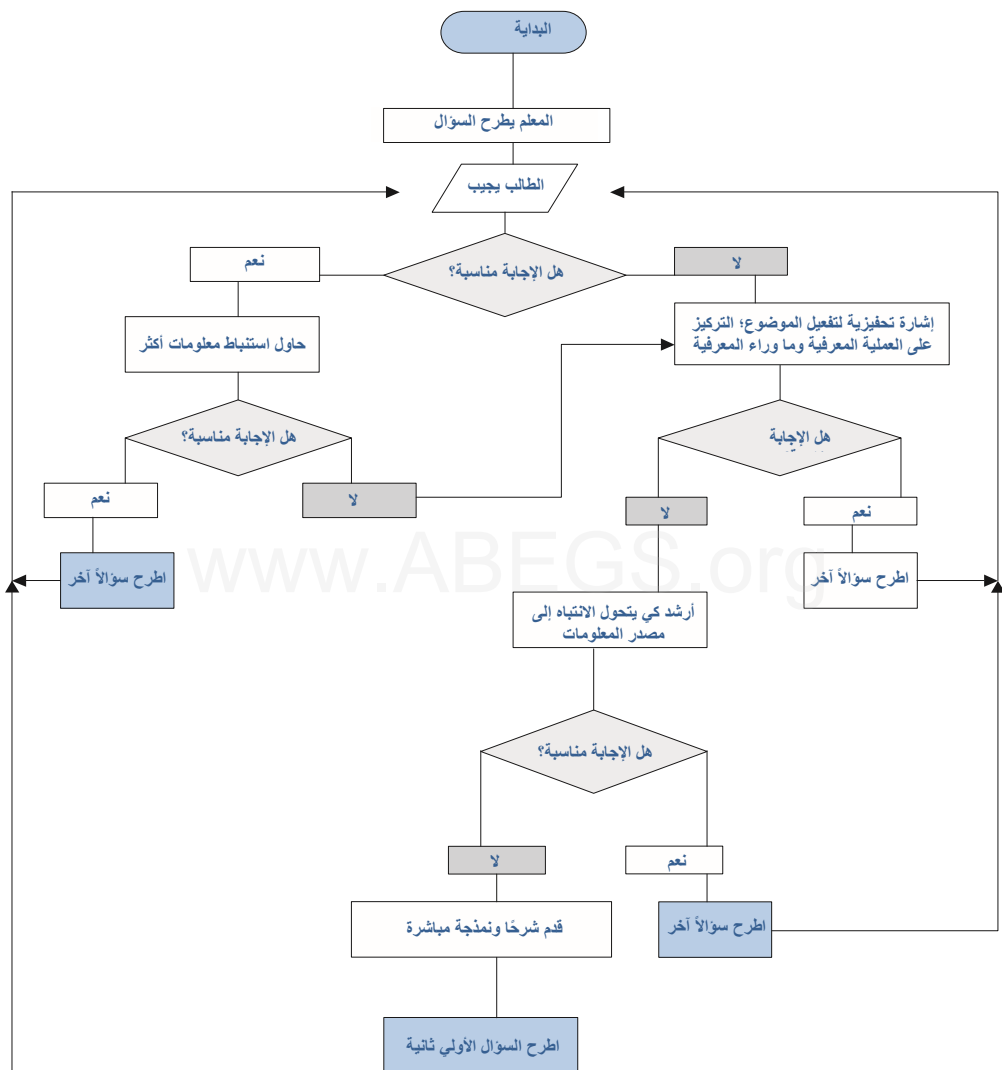 البداية
المعلم يطرح السؤال
الطالب يجيب
هل الإجابة مناسبة؟
نعم
لا
حاول استنباط معلومات أكثر
إشارة تحفيزية لتفعيل الموضوع؛ التركيز
على العملية المعرفية وما وراء المعرفية
هل الإجابة مناسبة؟
هل الإجابة
نعم
لا
لا
نعم
اطرح سؤالاً آخر
اطرح سؤالاً آخر
www.ABEGS.org
أرشد كي يتحول الانتباه إلى
مصدر المعلومات
هل الإجابة مناسبة؟
لا
نعم
قدم شرحًا ونمذجة مباشرة
اطرح سؤالاً آخر
اطرح السؤال الأولي ثانية